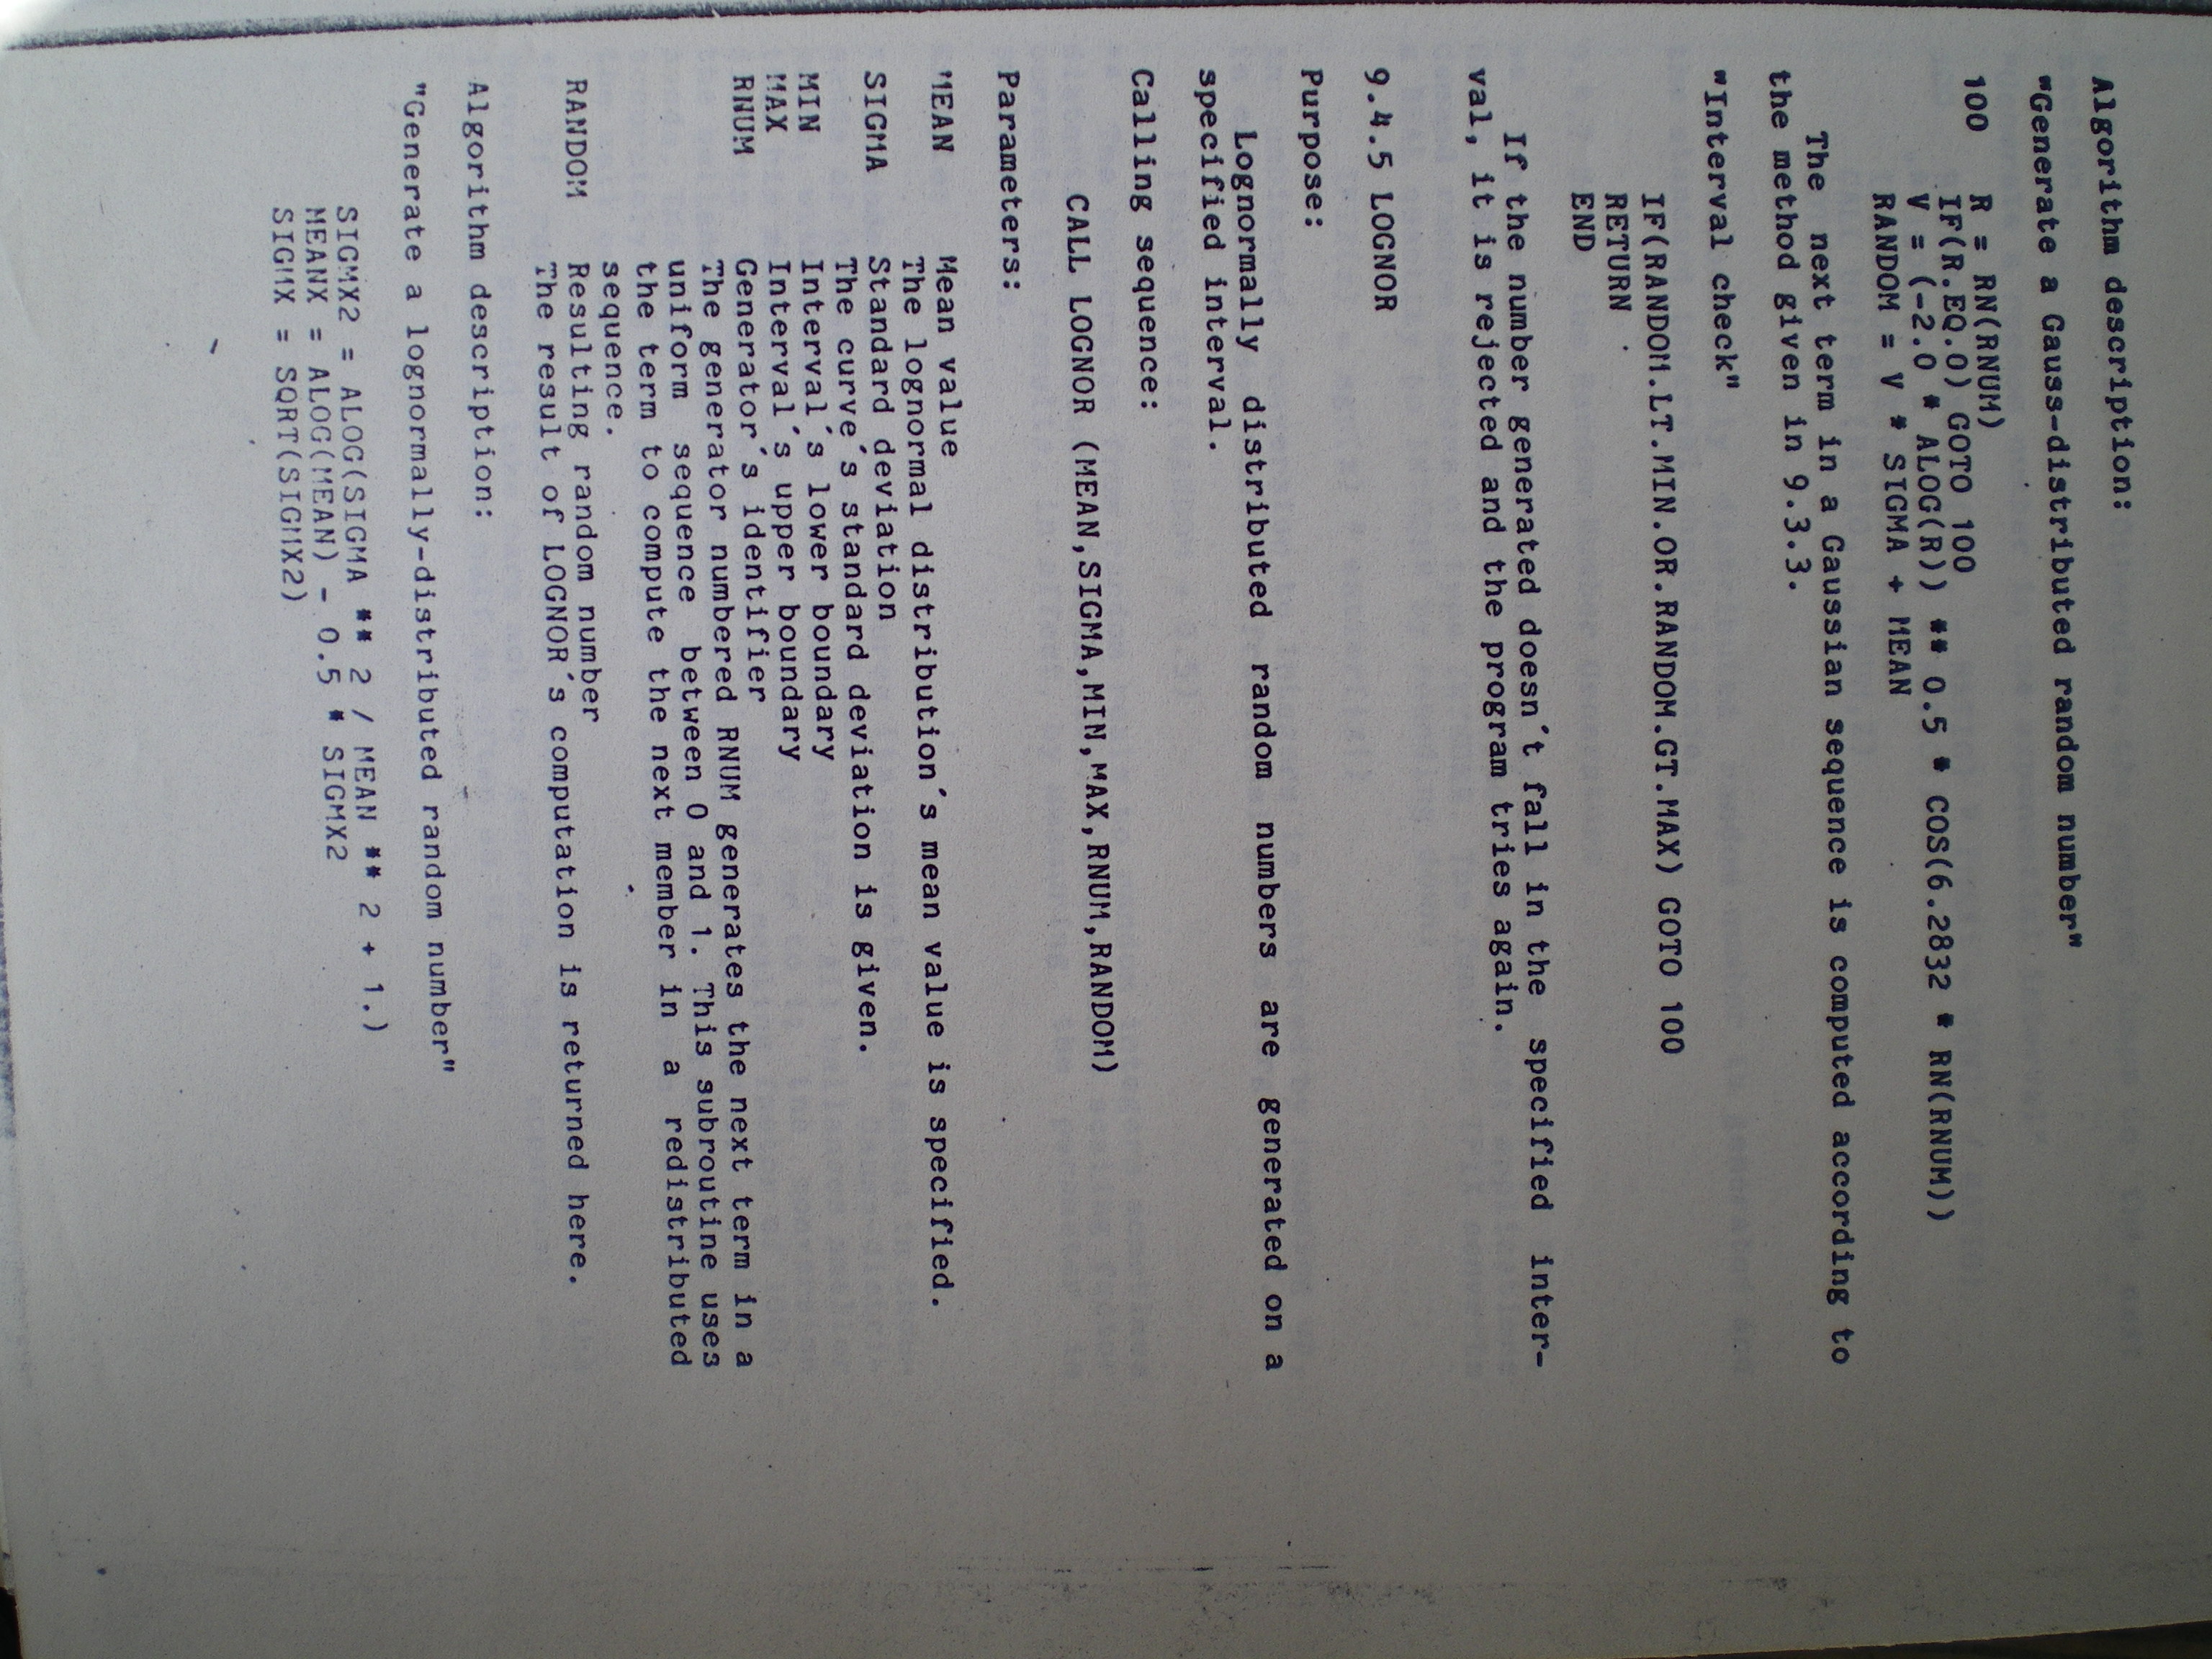 Algorithm description:
"Generate a Gauss-distributed random number"
100 R = RN(RNUM)
IF(R.EQ.0) GOTO 100
V = (-2.0 * ALOG(R)) ** 0.5 * COS(6.2832 * RN(RNUM))
RANDOM = V * SIGMA + MEAN
The next term in a Gaussian sequence is computed according to
the method given in 9.3.3.
"Interval check"
IF(RANDOM.LT.MIN.OR.RANDOM.GT.MAX) GOTO 100
RETURN
END
If the number generated doesn´t fall in the specified inter-
val, it is rejected and the program tries again.
9.4.5 LOGNOR
Purpose:
Lognormally distributed random numbers are generated on a
specified interval.
Calling sequence:
CALL LOGNOR (MEAN,SIGMA,MIN,MAX,RNUM,RANDOM)
Parameters:
MEAN Mean value
The lognormal distribution´s mean value is specified.
SIGMA Standard deviation
The curve´s standard deviation is given.
MIN Interval´s lower boundary
MAX Interval´s upper boundary
RNUM Generator´s identifier
The generator numbered RNUM generates the next term in a
uniform sequence between 0 and 1. This subroutine uses
the term to compute the next member in a redistributed
sequence.
RANDOM Resulting random number
The result of LOGNOR´s computation is returned here.
Algorithm description:
"Generate a lognormally-distributed random number"
SIGMX2 = ALOG(SIGMA ** 2 / MEAN ** 2 + 1.)
MEANX = ALOG(MEAN) - 0.5 * SIGMX2
SIGMX = SQRT(SIGMX2)